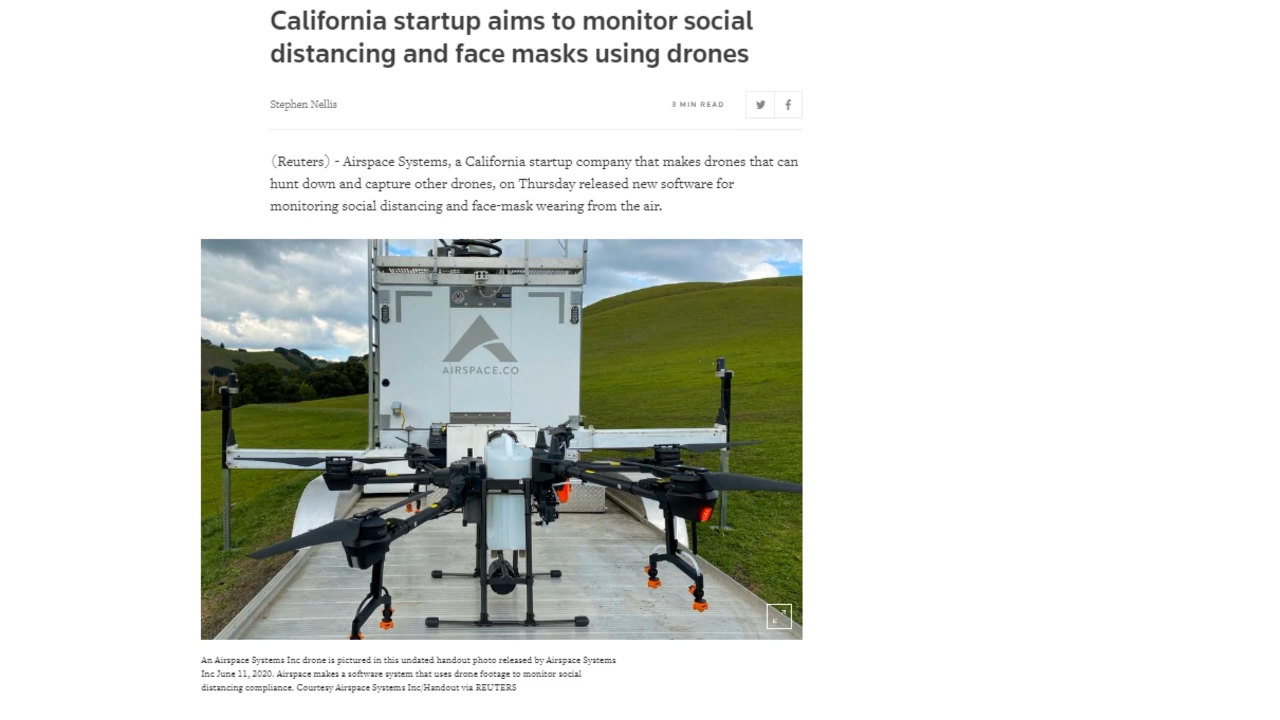 California startup aims to monitor social
distancing and face masks using drones
Stephen Nellis
3 MIN READ
(Reuters) - Airspace Systems, a California startup company that makes drones that can
hunt down and capture other drones, on Thursday released new software for
monitoring social distancing and face-mask wearing from the air.
AIRSPACE.CO
An Airspace Systems Inc drone is pictured in this undated handout photo released by Airspace Systems
Inc June 11, 2020. Airspace makes a software system that uses drone footage to monitor social
distancing compliance. Courtesy Airspace Systems Inc/Handout via REUTERS